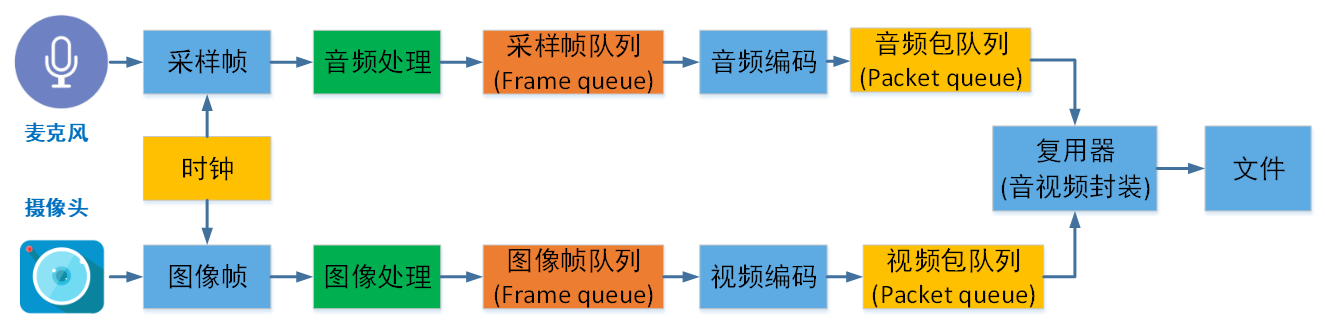 麦克风
采样帧
音频处理
采样帧队列
(Frame queue)
音频编码
音频包队列
(Packet queue)
时钟
复用器
(音视频封装)
文件
摄像头
图像帧
图像处理
图像帧队列
(Frame queue)
视频编码
视频包队列
(Packet queue)